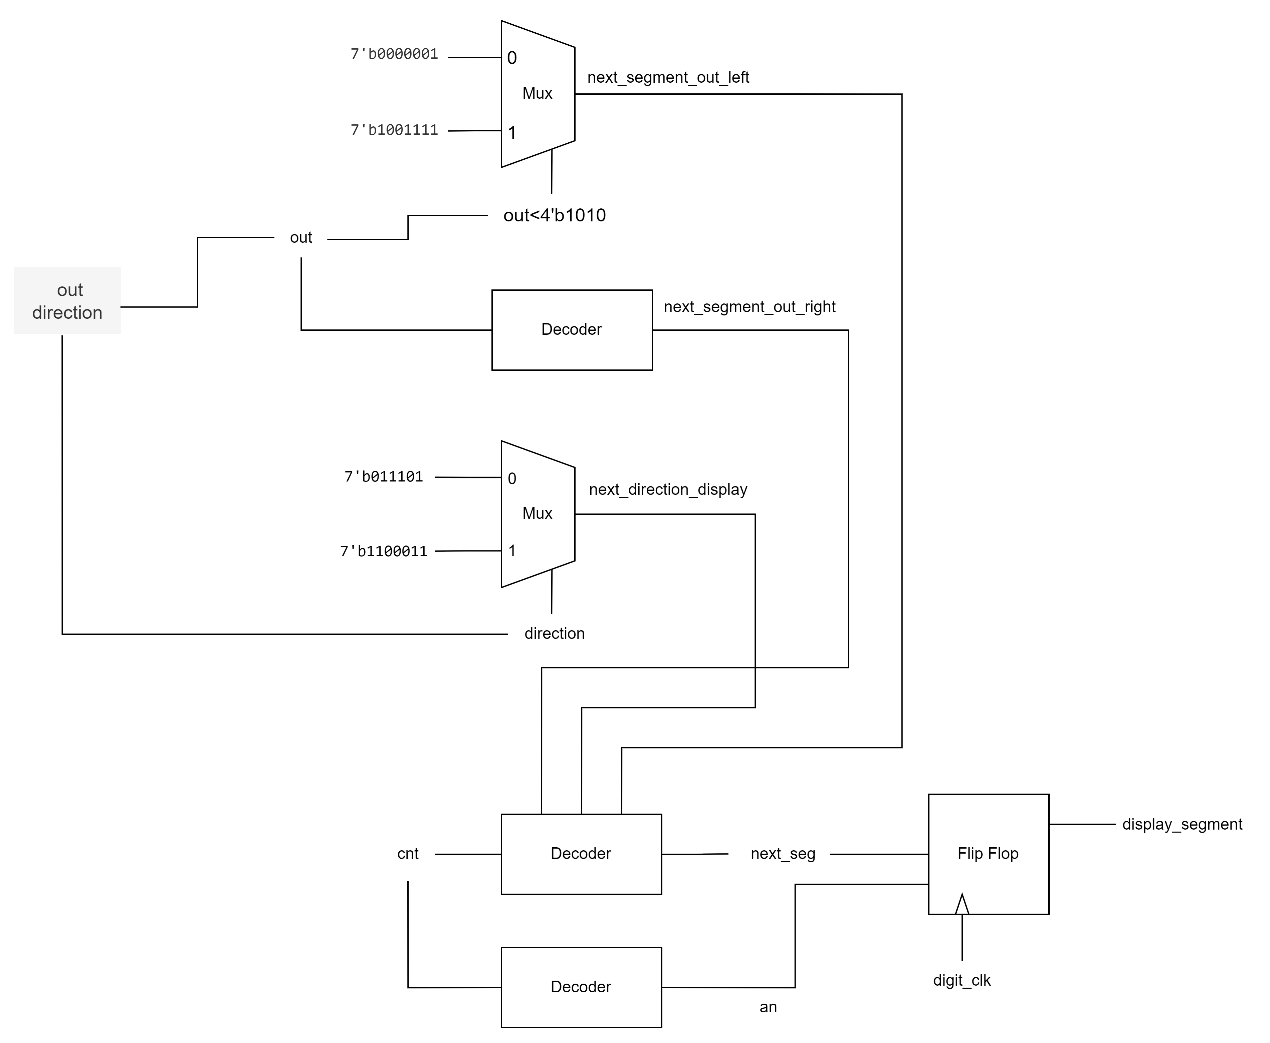 7'b0000001
0
next_segment_out_left
Mux
7'b1001111
1
out<4'b1010
out
out
direction
next_segment_out_right
Decoder
7'b011101
0
next_direction_display
Mux
7'b1100011
1
direction
cnt
Decoder
next_seg
Flip Flop
display_segment
Decoder
digit_clk
an